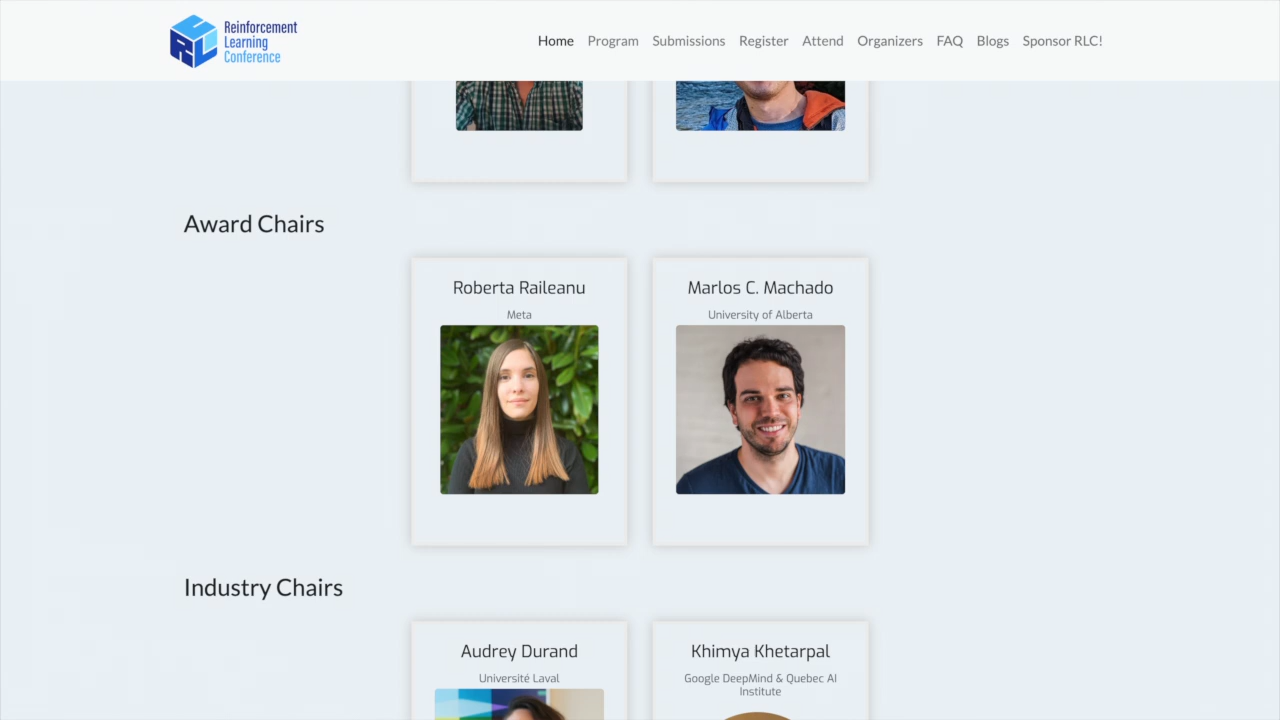 Reinforcement
Learning
Conference
Home Program Submissions Register Attend Organizers FAQ Blogs Sponsor RLC!
Award Chairs
Roberta Raileanu
Meta
Marlos C. Machado
University of Alberta
Industry Chairs
Audrey Durand
Université Laval
Khimya Khetarpal
Google DeepMind & Quebec AI
Institute